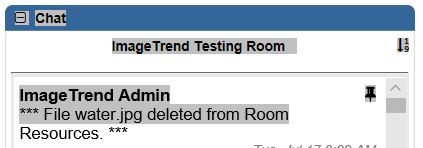 Chat
ImageTrend Testing Room
ImageTrend Admin
*** File water.jpg deleted from Room
Resources. ***